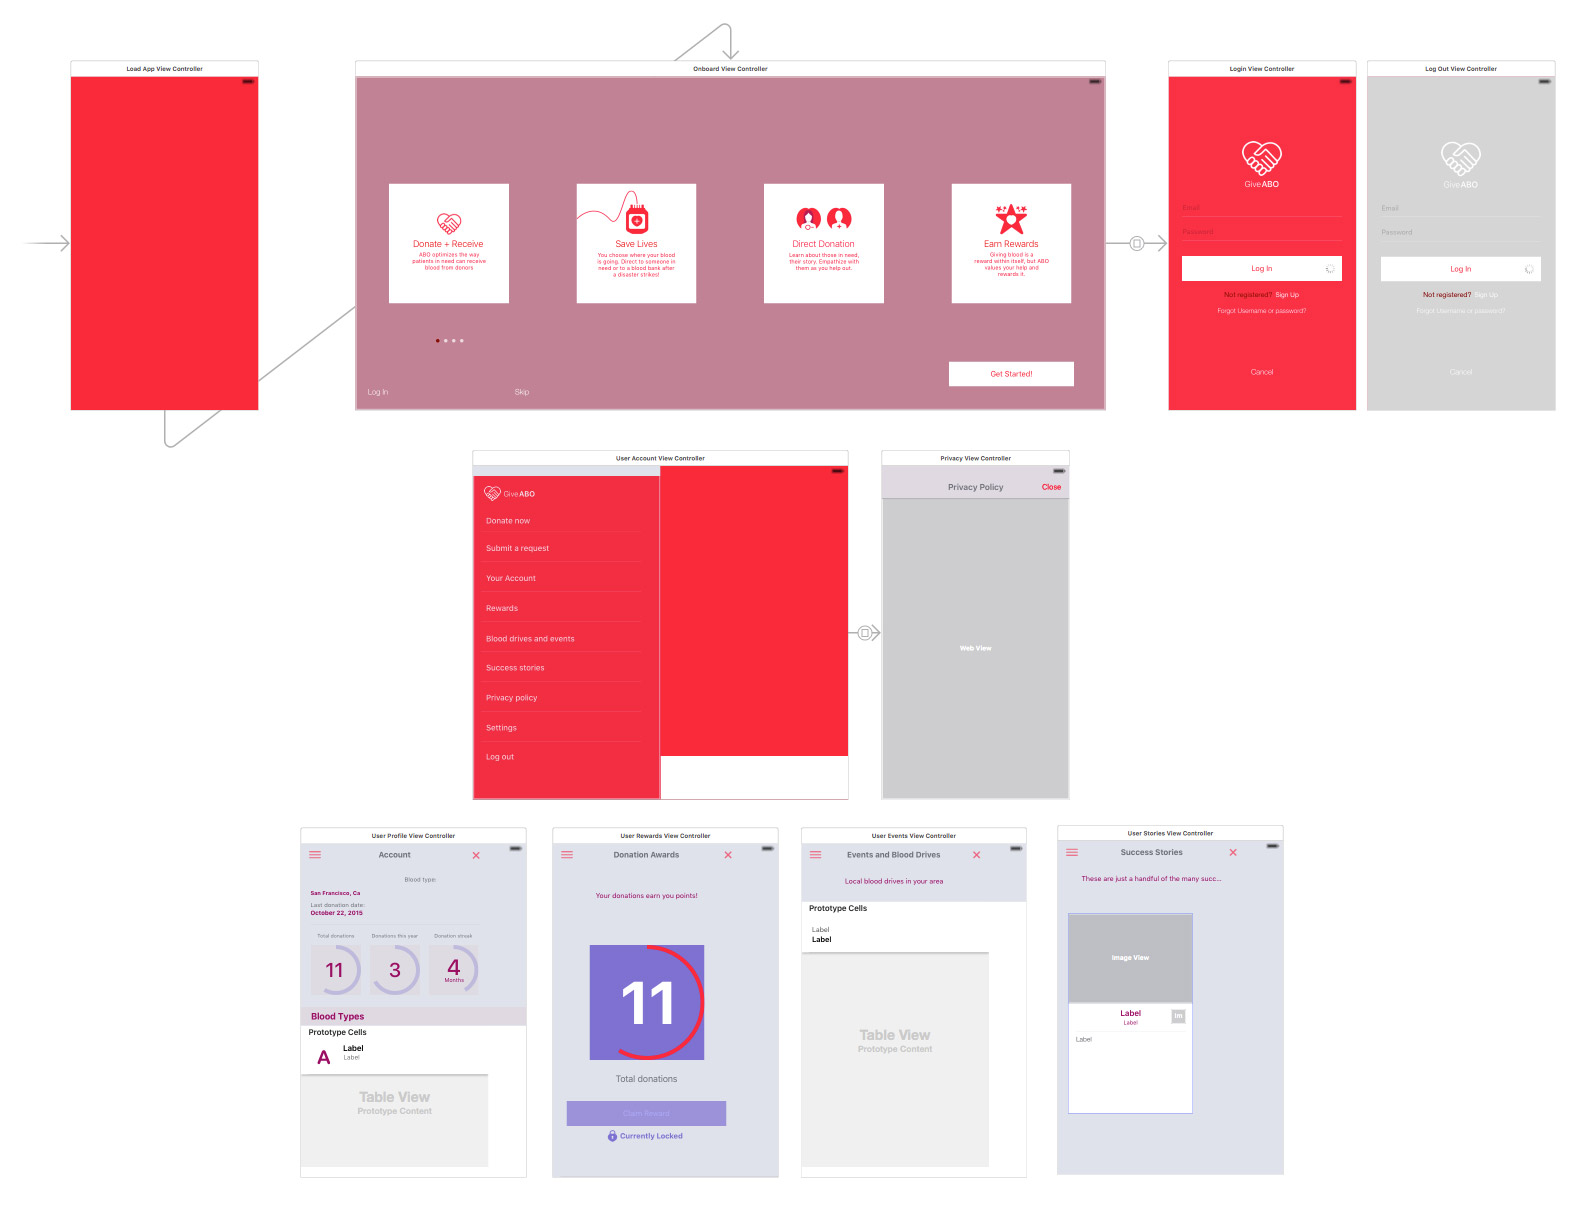 Load App View Controller
Onboard View Controller
Login View Controller
Log Out View Controller
Donate + Receive
ABO optimizes the way
patients in need can receive
blood from donors
Save Lives
You choose where your blood
is going. Direct to someone in
need or to a blood bank after
a disaster strikes!
Direct Donation
Learn about those in need,
their story. Empathize with
them as you help out.
Earn Rewards
Giving blood is a
reward within itself, but ABO
values your help and
rewards it.
Get Started!
Log In
Skip
GiveABO
Email
Password
Log In
Not registered? Sign Up
Forgot Username or password?
Cancel
GiveABO
Email
Password
Log In
Not registered? Sign Up
Forgot Username or password?
Cancel
User Account View Controller
GiveABO
Donate now
Submit a request
Your Account
Rewards
Blood drives and events
Success stories
Privacy policy
Settings
Log out
Privacy View Controller
Privacy Policy
Close
Web View
User Profile View Controller
Account
Blood type:
San Francisco, Ca
Last donation date:
October 22, 2015
Total donations
Donations this year
Donation streak
11
3
4
Months
Blood Types
Prototype Cells
A
Label
Label
Table View
Prototype Content
User Rewards View Controller
Donation Awards
Your donations earn you points!
11
Total donations
Claim Reward
Currently Locked
User Events View Controller
Events and Blood Drives
Local blood drives in your area
Prototype Cells
Label
Label
Table View
Prototype Content
User Stories View Controller
Success Stories
These are just a handful of the many succ...
Image View
Label
Label
Im
Label